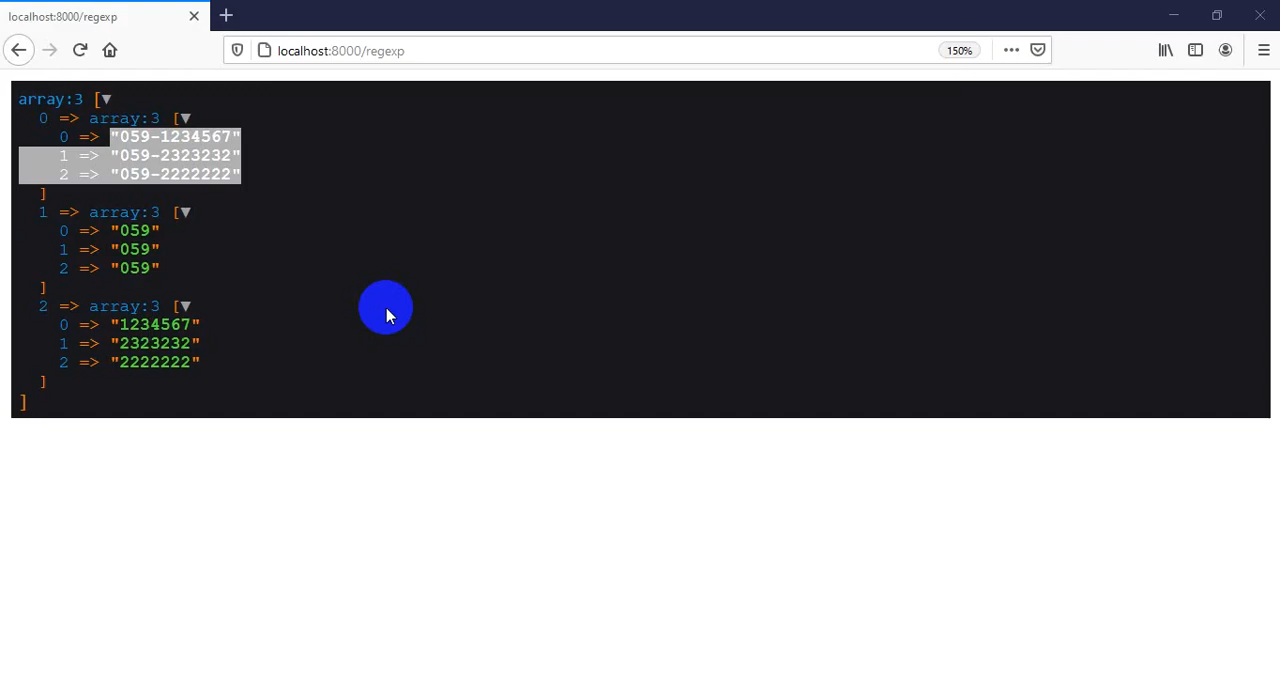 localhost:8000/regexp
localhost:8000/regexp
150%
array:3 [▼
0 => array:3 [▼
0 => "059-1234567"
1 => "059-2323232"
2 => "059-2222222"
]
1 => array:3 [▼
0 => "059"
1 => "059"
2 => "059"
]
2 => array:3 [▼
0 => "1234567"
1 => "2323232"
2 => "2222222"
]
]